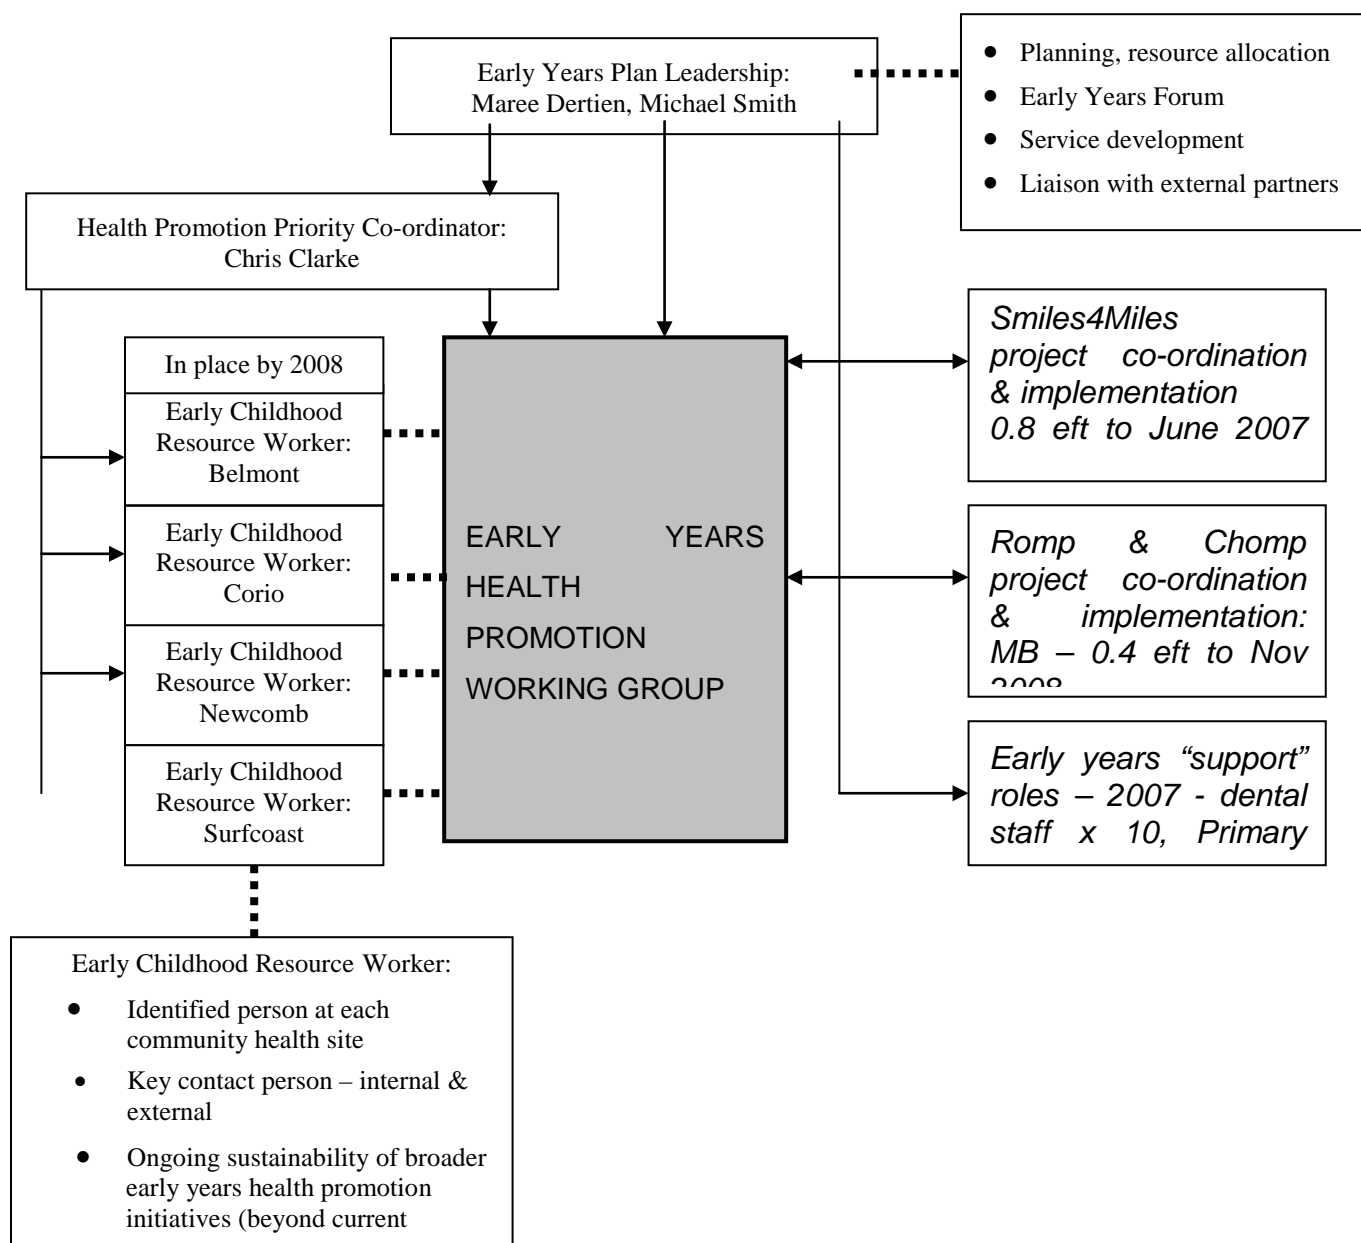 Early Years Plan Leadership:
Maree Dertien, Michael Smith
• Planning, resource allocation
• Early Years Forum
• Service development
• Liaison with external partners
Health Promotion Priority Co-ordinator:
Chris Clarke
In place by 2008
Early Childhood
Resource Worker:
Belmont
Early Childhood
Resource Worker:
Corio
Early Childhood
Resource Worker:
Newcomb
Early Childhood
Resource Worker:
Surfcoast
EARLY YEARS
HEALTH
PROMOTION
WORKING GROUP
Smiles4Miles
project co-ordination
& implementation
0.8 eft to June 2007
Romp & Chomp
project co-ordination
& implementation:
MB – 0.4 eft to Nov
2008
Early years “support”
roles – 2007 - dental
staff x 10, Primary
Early Childhood Resource Worker:
• Identified person at each
community health site
• Key contact person – internal &
external
• Ongoing sustainability of broader
early years health promotion
initiatives (beyond current